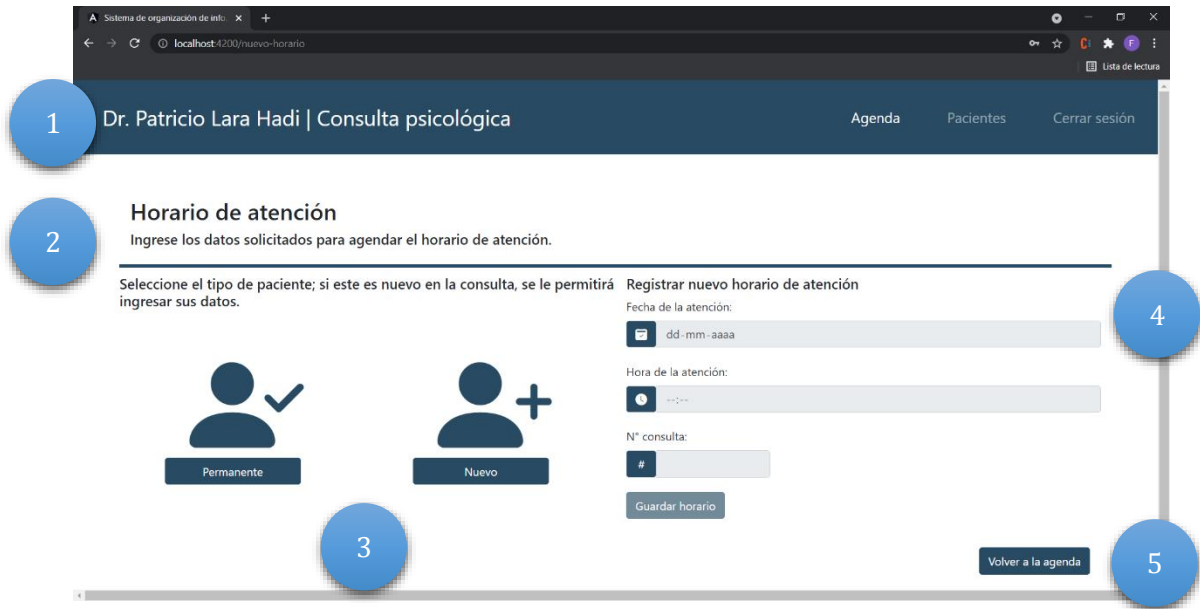 Sistema de organización de info.
localhost:4200/nuevo-horario
F
Lista de lectura
1
Dr. Patricio Lara Hadi | Consulta psicológica
Agenda
Pacientes
Cerrar sesión
2
Horario de atención
Ingrese los datos solicitados para agendar el horario de atención.
Seleccione el tipo de paciente; si este es nuevo en la consulta, se le permitirá
ingresar sus datos.
Permanente
Nuevo
3
Registrar nuevo horario de atención
Fecha de la atención:
dd-mm-aaaa
Hora de la atención:
--:--
N° consulta:
#
Guardar horario
4
Volver a la agenda
5